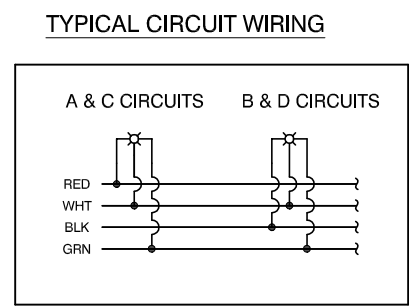 TYPICAL CIRCUIT WIRING
A & C CIRCUITS
B & D CIRCUITS
RED
WHT
BLK
GRN